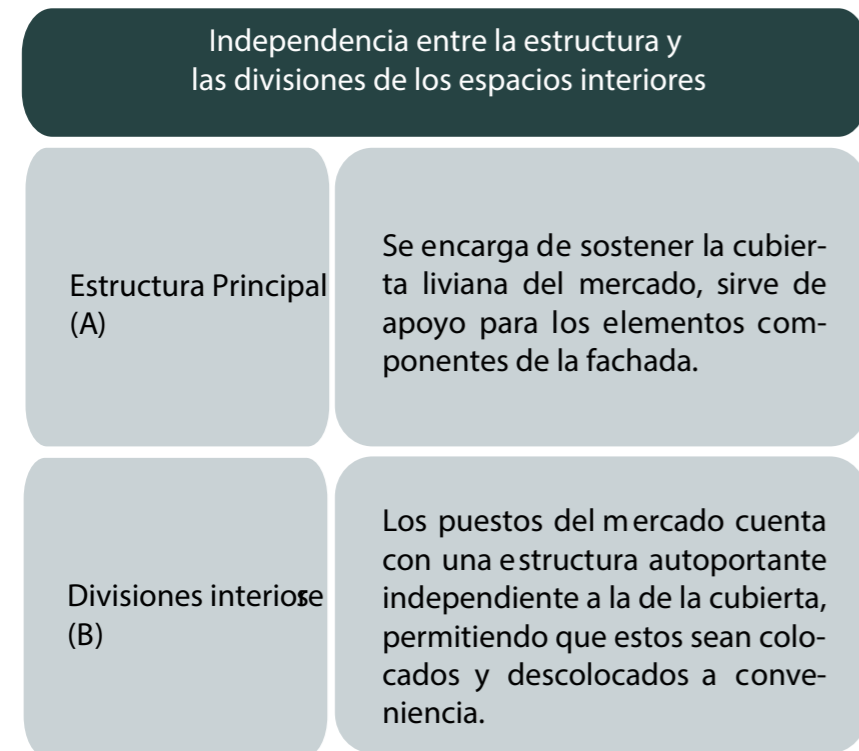 Independencia entre la estructura y
las divisiones de los espacios interiores
Estructura Principal
(A)
Se encarga de sostener la cubier-
ta liviana del mercado, sirve de
apoyo para los elementos com-
ponentes de la fachada.
Divisiones interiores
(B)
Los puestos del mercado cuenta
con una estructura autoportante
independiente a la de la cubierta,
permitiendo que estos sean colo-
cados y descolocados a conve-
niencia.